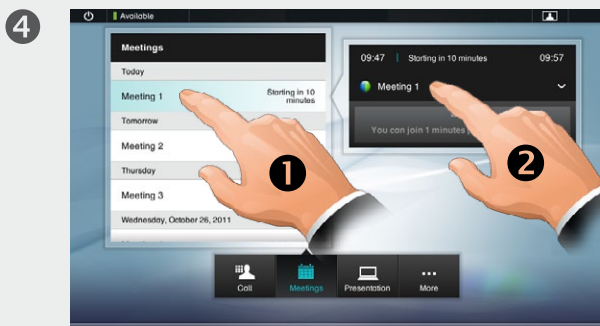 4
Available
Meetings
Today
Meeting 1
Starting in 10
minutes
Tomorrow
Meeting 2
Thursday
Meeting 3
Wednesday, October 26, 2011
09:47 | Starting in 10 minutes 09:57
Meeting 1
You can join 1 minutes
1
2
Call Meetings Presentation More